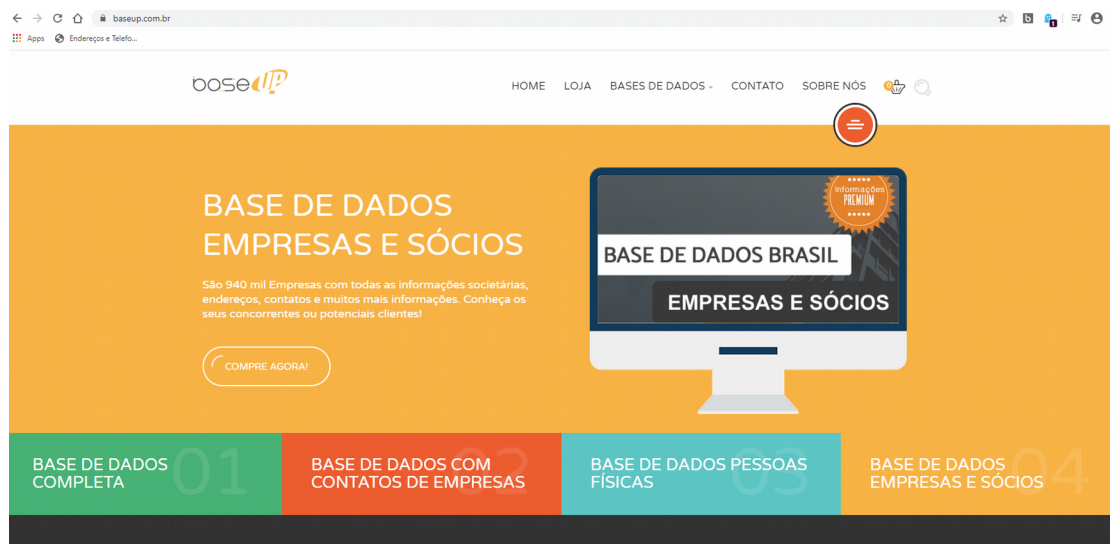 baseup.com.br
Apps Endereços e Telefo...
base UP
HOME LOJA BASES DE DADOS CONTATO SOBRE NÓS 0
BASE DE DADOS
EMPRESAS E SÓCIOS
São 940 mil Empresas com todas as informações societárias,
endereços, contatos e muitos mais informações. Conheça os
seus concorrentes ou potenciais clientes!
COMPRE AGORA!
Informações
PREMIUM
BASE DE DADOS BRASIL
EMPRESAS E SÓCIOS
01
BASE DE DADOS
COMPLETA
02
BASE DE DADOS COM
CONTATOS DE EMPRESAS
03
BASE DE DADOS PESSOAS
FÍSICAS
04
BASE DE DADOS
EMPRESAS E SÓCIOS